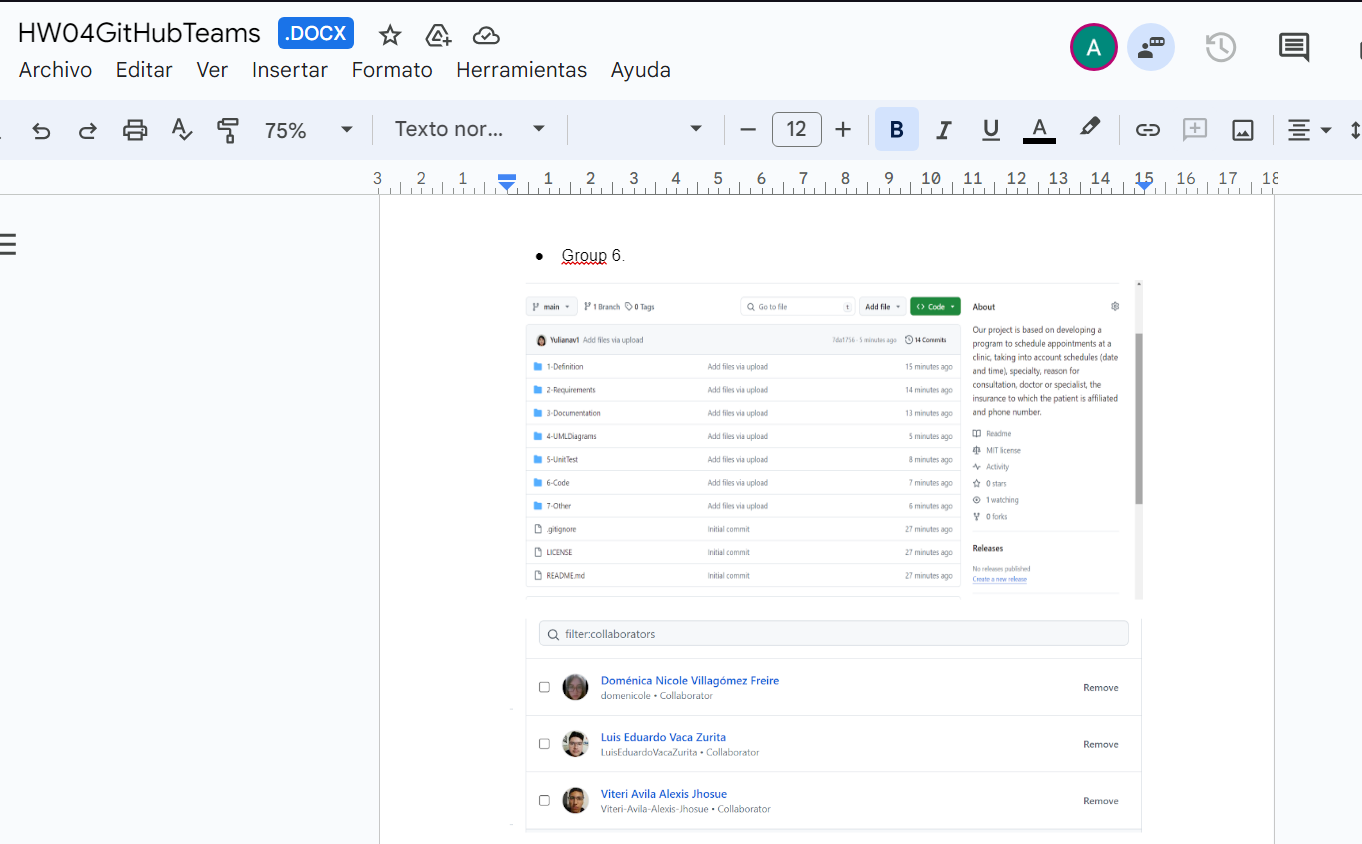 HW04GitHubTeams .DOCX
A
Archivo Editar Ver Insertar Formato Herramientas Ayuda
75% Texto nor... 12 B I U A
3 2 1 1 2 3 4 5 6 7 8 9 10 11 12 13 14 15 16 17 18
● Group 6.
main 1 Branch 0 Tags Go to file t Add file <> Code
Yulianav1 Add files via upload 7da1756 · 5 minutes ago 14 Commits
1-Definition Add files via upload 15 minutes ago
2-Requirements Add files via upload 14 minutes ago
3-Documentation Add files via upload 13 minutes ago
4-UMLDiagrams Add files via upload 5 minutes ago
5-UnitTest Add files via upload 8 minutes ago
6-Code Add files via upload 7 minutes ago
7-Other Add files via upload 6 minutes ago
.gitignore Initial commit 27 minutes ago
LICENSE Initial commit 27 minutes ago
README.md Initial commit 27 minutes ago
About
Our project is based on developing a
program to schedule appointments at a
clinic, taking into account schedules (date
and time), specialty, reason for
consultation, doctor or specialist, the
insurance to which the patient is affiliated
and phone number.
Readme
MIT license
Activity
0 stars
1 watching
0 forks
Releases
No releases published
Create a new release
filter:collaborators
Doménica Nicole Villagómez Freire
domenicole • Collaborator
Remove
Luis Eduardo Vaca Zurita
LuisEduardoVacaZurita • Collaborator
Remove
Viteri Avila Alexis Jhosue
Viteri-Avila-Alexis-Jhosue • Collaborator
Remove